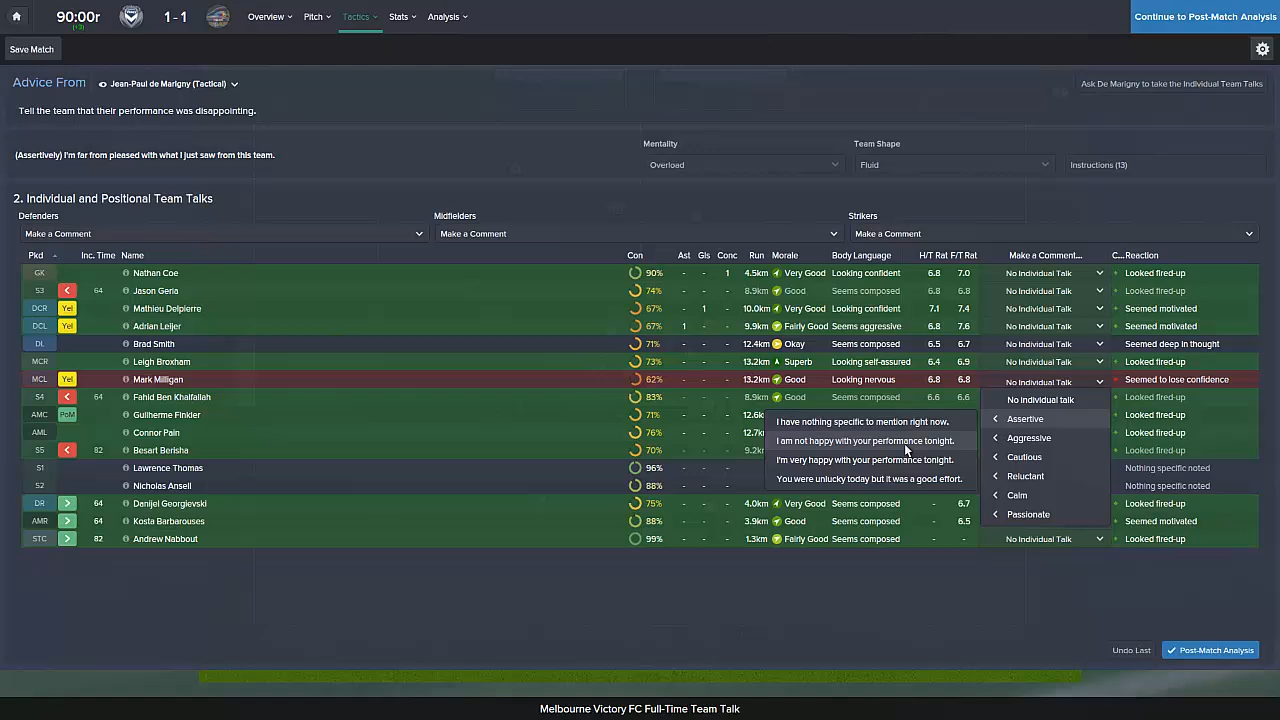 90:00r
(+3)
1 - 1
Overview
Pitch
Tactics
Stats
Analysis
Continue to Post-Match Analysis
Save Match
Advice From
Jean-Paul de Marigny (Tactical)
Ask De Marigny to take the Individual Team Talks
Tell the team that their performance was disappointing.
(Assertively) I'm far from pleased with what I just saw from this team.
Mentality
Overload
Team Shape
Fluid
Instructions (13)
2. Individual and Positional Team Talks
Defenders
Midfielders
Strikers
Make a Comment
Make a Comment
Make a Comment
Pkd Inc. Time Name Con Ast Gls Conc Run Morale Body Language H/T Rat F/T Rat Make a Comment... C... Reaction
GK Nathan Coe 90% - - 1 4.5km Very Good Looking confident 6.8 7.0 No Individual Talk Looked fired-up
S3 64 Jason Geria 74% - - - 8.9km Good Seems composed 6.8 6.8 No Individual Talk Looked fired-up
DCR Yel Mathieu Delpierre 67% - 1 - 10.0km Very Good Looking confident 7.1 7.4 No Individual Talk Seemed motivated
DCL Yel Adrian Leijer 67% 1 - - 9.9km Fairly Good Seems aggressive 6.8 7.6 No Individual Talk Seemed motivated
DL Brad Smith 71% - - - 12.4km Okay Seems composed 6.5 6.7 No Individual Talk Seemed deep in thought
MCR Leigh Broxham 73% - - - 13.2km Superb Looking self-assured 6.4 6.9 No Individual Talk Looked fired-up
MCL Yel Mark Milligan 62% - - - 13.2km Good Looking nervous 6.8 6.8 No Individual Talk Seemed to lose confidence
S4 64 Fahid Ben Khalfallah 83% - - - 8.9km Good Seems composed 6.6 6.6 Looked fired-up
AMC PoM Guilherme Finkler 71% 12.6k Looked fired-up
AML Connor Pain 76% 12.7k Looked fired-up
S5 82 Besart Berisha 70% 9.2k Looked fired-up
S1 Lawrence Thomas 96% - - - Nothing specific noted
S2 Nicholas Ansell 88% - - - Nothing specific noted
DR 64 Danijel Georgievski 75% - - - 4.0km Very Good Seems composed - 6.7 Looked fired-up
AMR 64 Kosta Barbarouses 88% - - - 3.9km Good Seems composed - 6.5 Seemed motivated
STC 82 Andrew Nabbout 99% - - - 1.3km Fairly Good Seems composed - - No Individual Talk Looked fired-up
No individual talk
Assertive
Aggressive
Cautious
Reluctant
Calm
Passionate
I have nothing specific to mention right now.
I am not happy with your performance tonight.
I'm very happy with your performance tonight.
You were unlucky today but it was a good effort.
Undo Last
Post-Match Analysis
Melbourne Victory FC Full-Time Team Talk